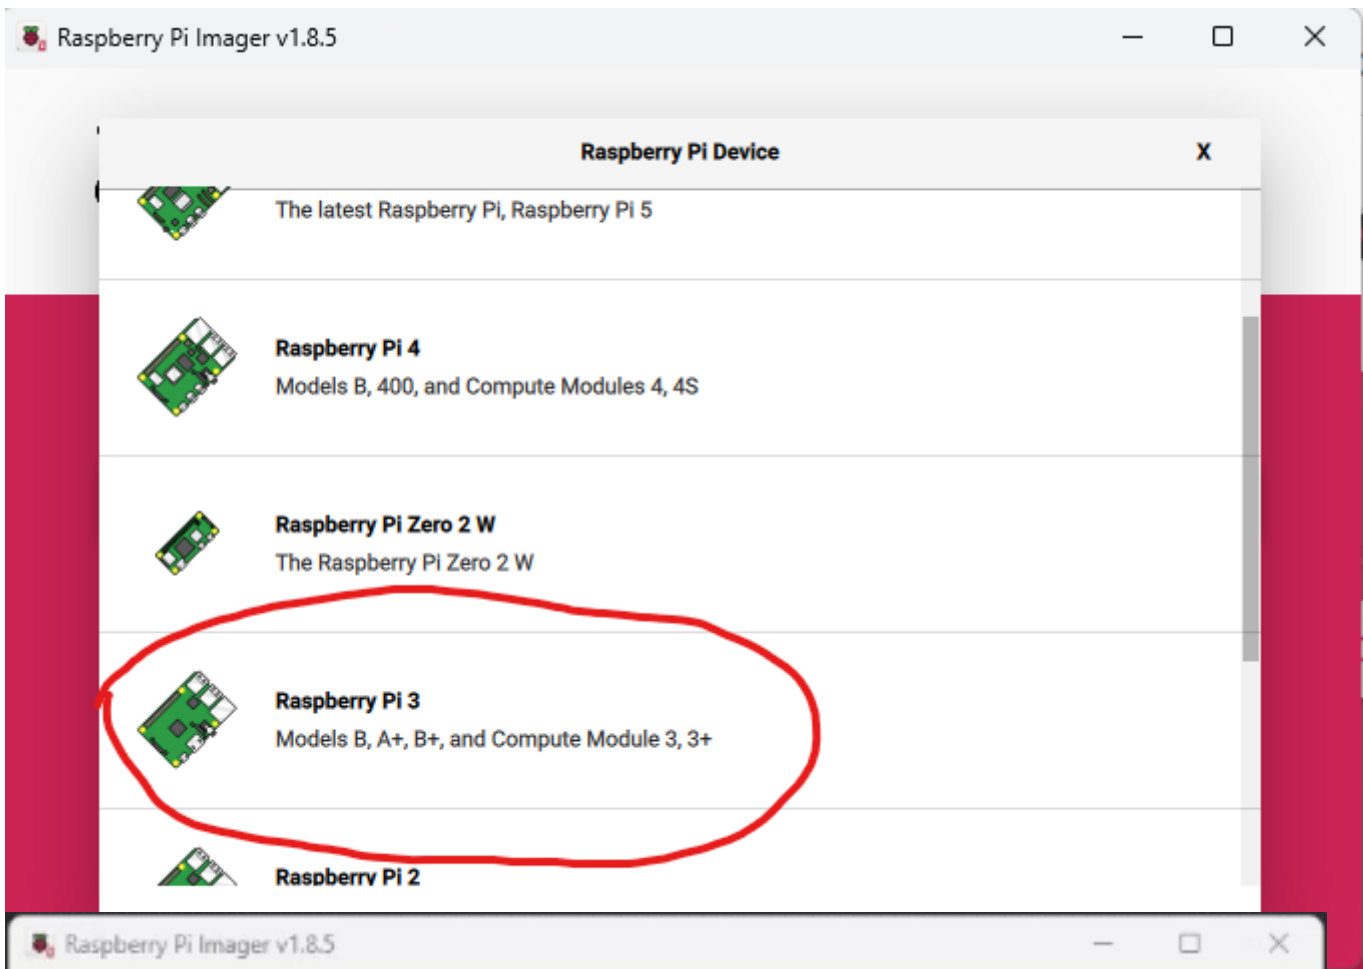 Raspberry Pi Imager v1.8.5
Raspberry Pi Device
X
The latest Raspberry Pi, Raspberry Pi 5
Raspberry Pi 4
Models B, 400, and Compute Modules 4, 4S
Raspberry Pi Zero 2 W
The Raspberry Pi Zero 2 W
Raspberry Pi 3
Models B, A+, B+, and Compute Module 3, 3+
Raspberry Pi 2
Raspberry Pi Imager v1.8.5